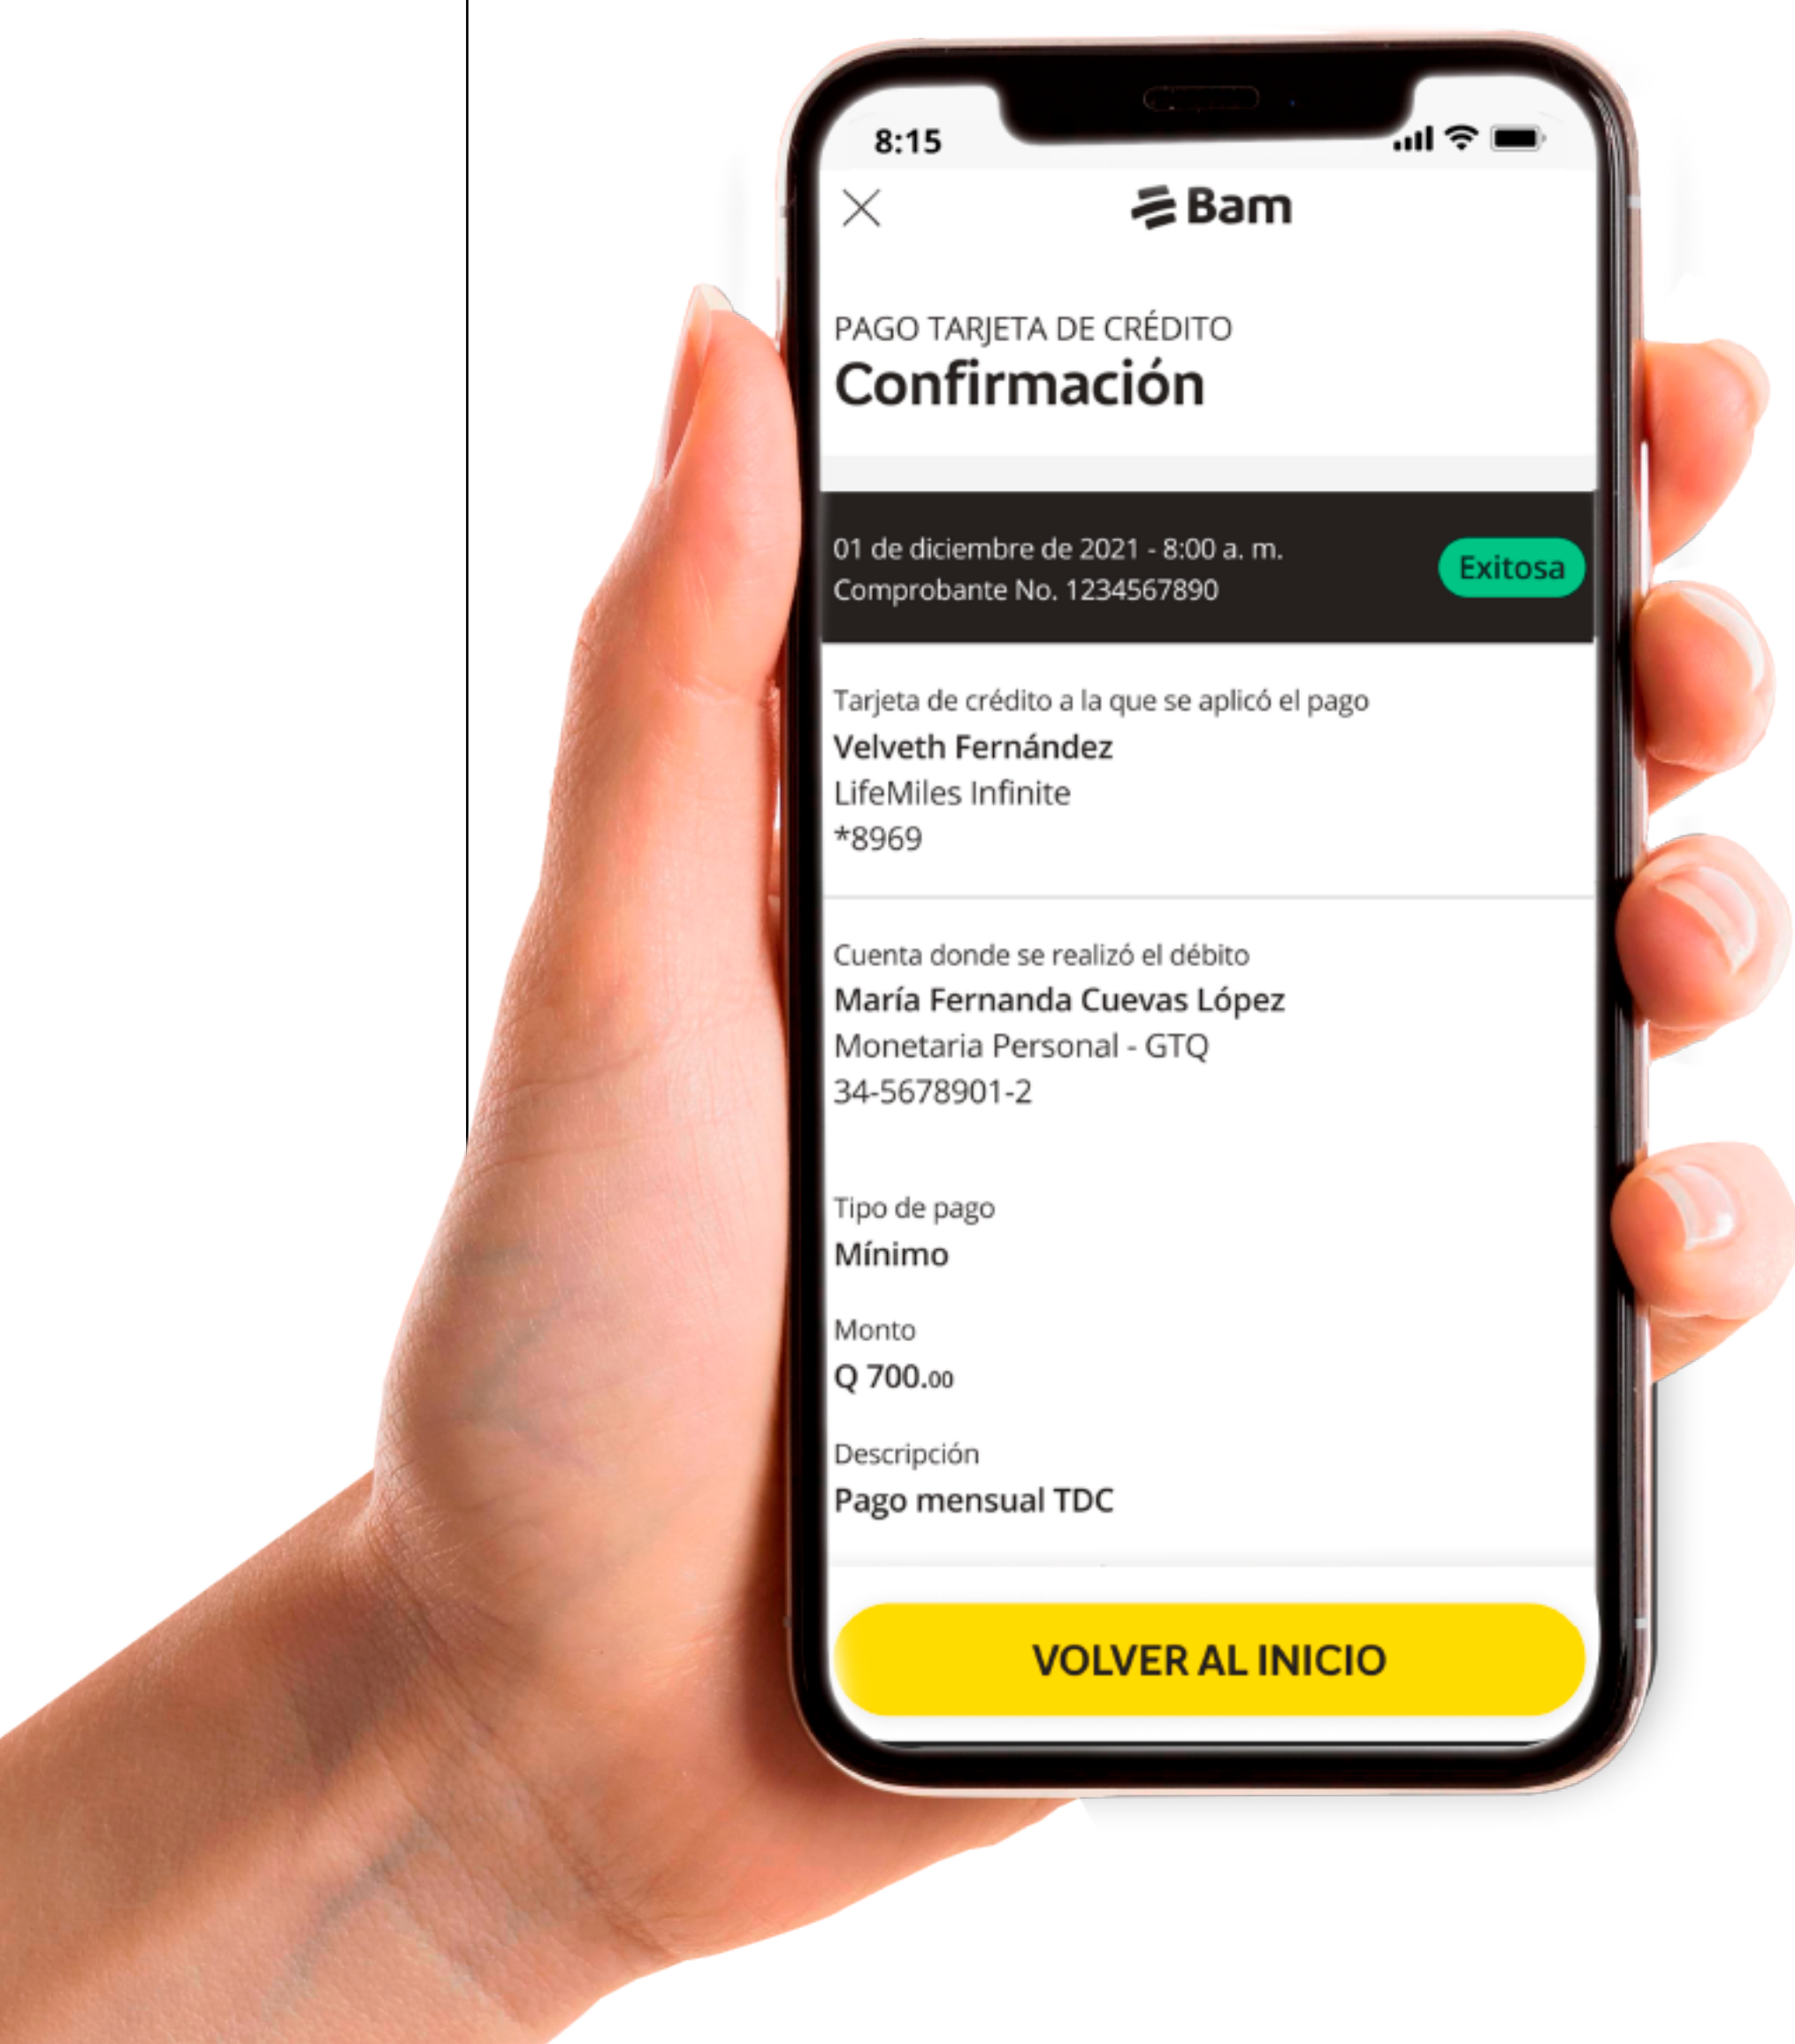 8:15
Bam
PAGO TARJETA DE CRÉDITO
Confirmación
01 de diciembre de 2021 - 8:00 a. m.
Comprobante No. 1234567890
Exitosa
Tarjeta de crédito a la que se aplicó el pago
Velveth Fernández
LifeMiles Infinite
*8969
Cuenta donde se realizó el débito
María Fernanda Cuevas López
Monetaria Personal - GTQ
34-5678901-2
Tipo de pago
Mínimo
Monto
Q 700.00
Descripción
Pago mensual TDC
VOLVER AL INICIO